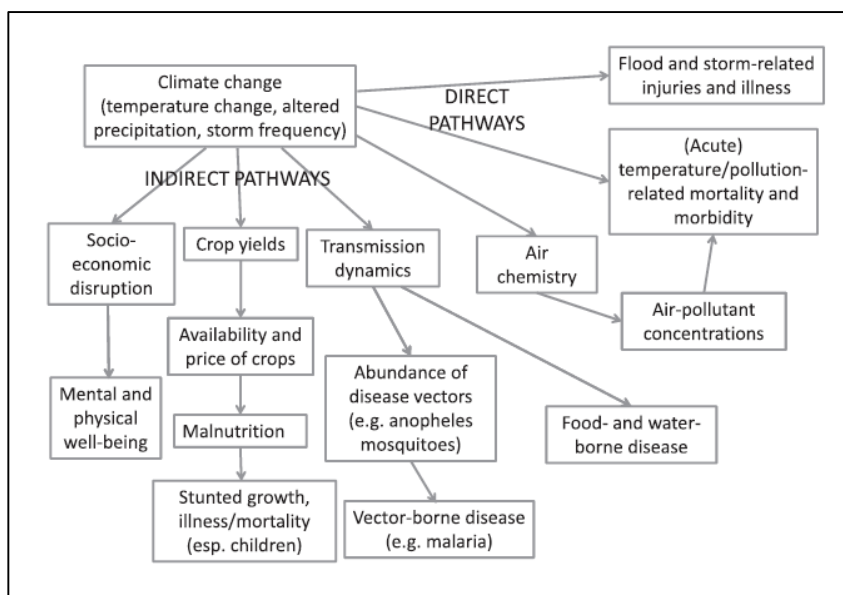 Climate change
(temperature change, altered
precipitation, storm frequency)
DIRECT
PATHWAYS
Flood and storm-related
injuries and illness
(Acute)
temperature/pollution-
related mortality and
morbidity
INDIRECT PATHWAYS
Socio-
economic
disruption
Crop yields
Transmission
dynamics
Air
chemistry
Air-pollutant
concentrations
Availability and
price of crops
Mental and
physical
well-being
Malnutrition
Abundance of
disease vectors
(e.g. anopheles
mosquitoes)
Food- and water-
borne disease
Stunted growth,
illness/mortality
(esp. children)
Vector-borne disease
(e.g. malaria)